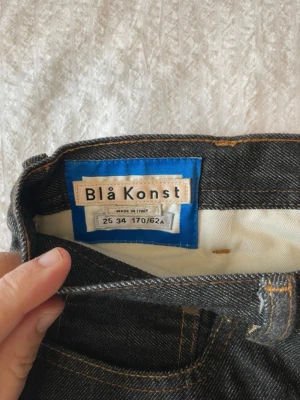 Blå Konst
MADE IN ITALY
25 34 170/62A